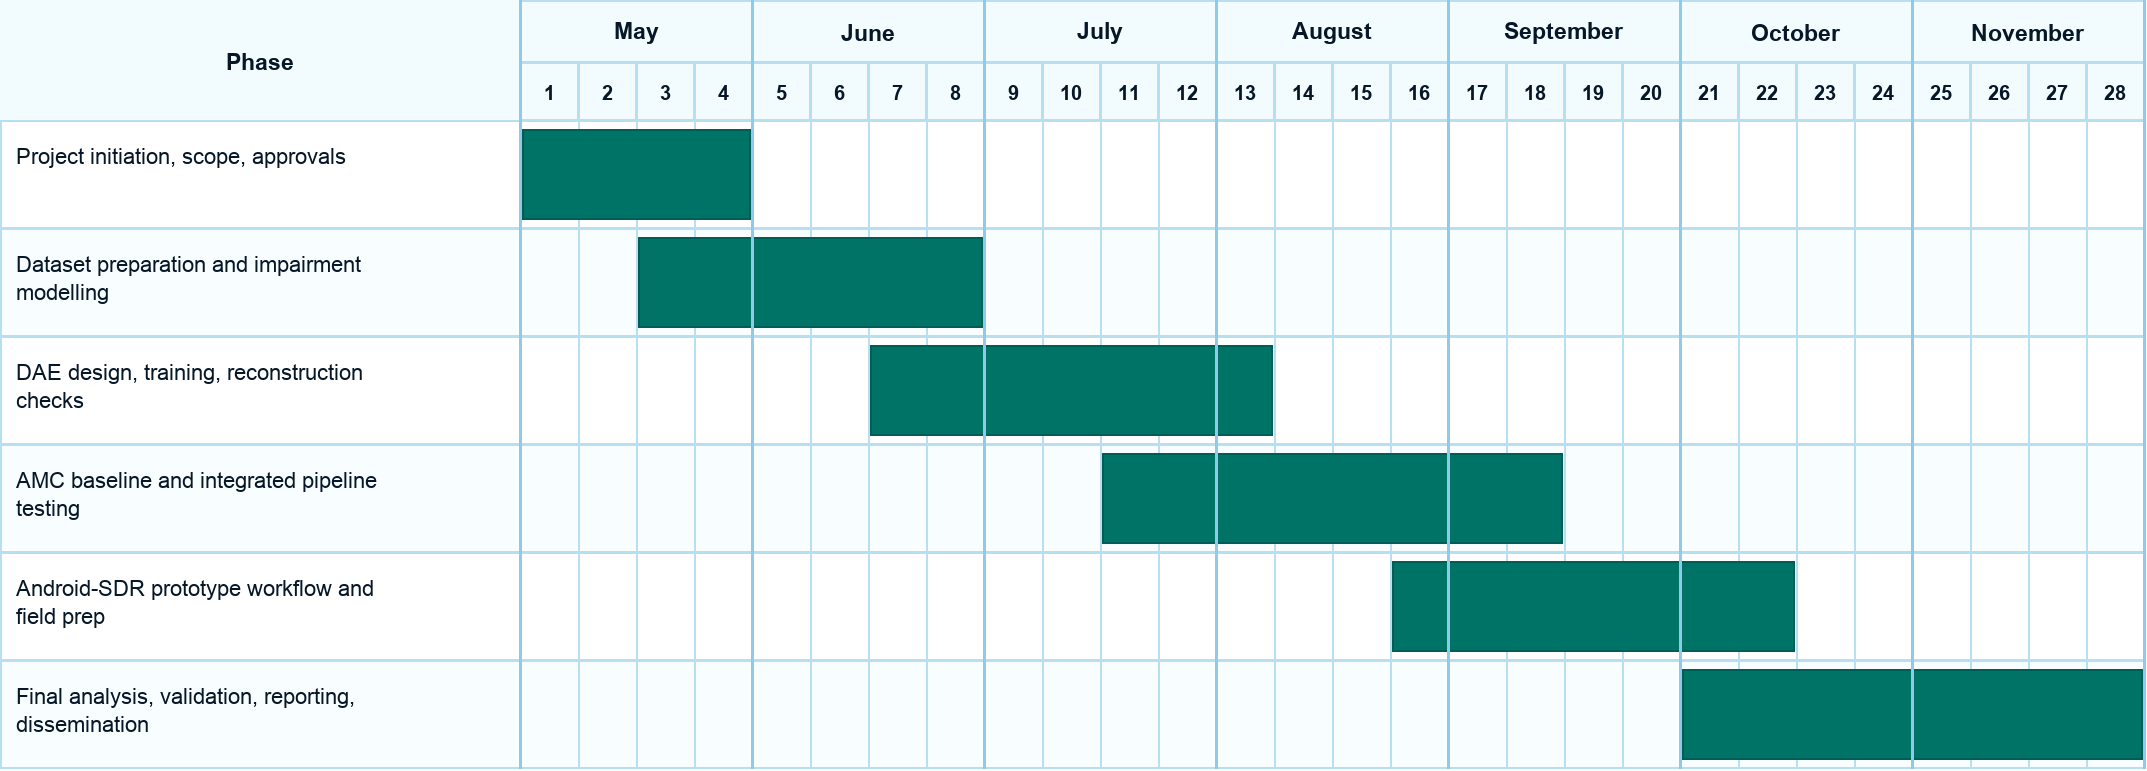 Phase
May June July August September October November
1 2 3 4 5 6 7 8 9 10 11 12 13 14 15 16 17 18 19 20 21 22 23 24 25 26 27 28
Project initiation, scope, approvals
Dataset preparation and impairment
modelling
DAE design, training, reconstruction
checks
AMC baseline and integrated pipeline
testing
Android-SDR prototype workflow and
field prep
Final analysis, validation, reporting,
dissemination